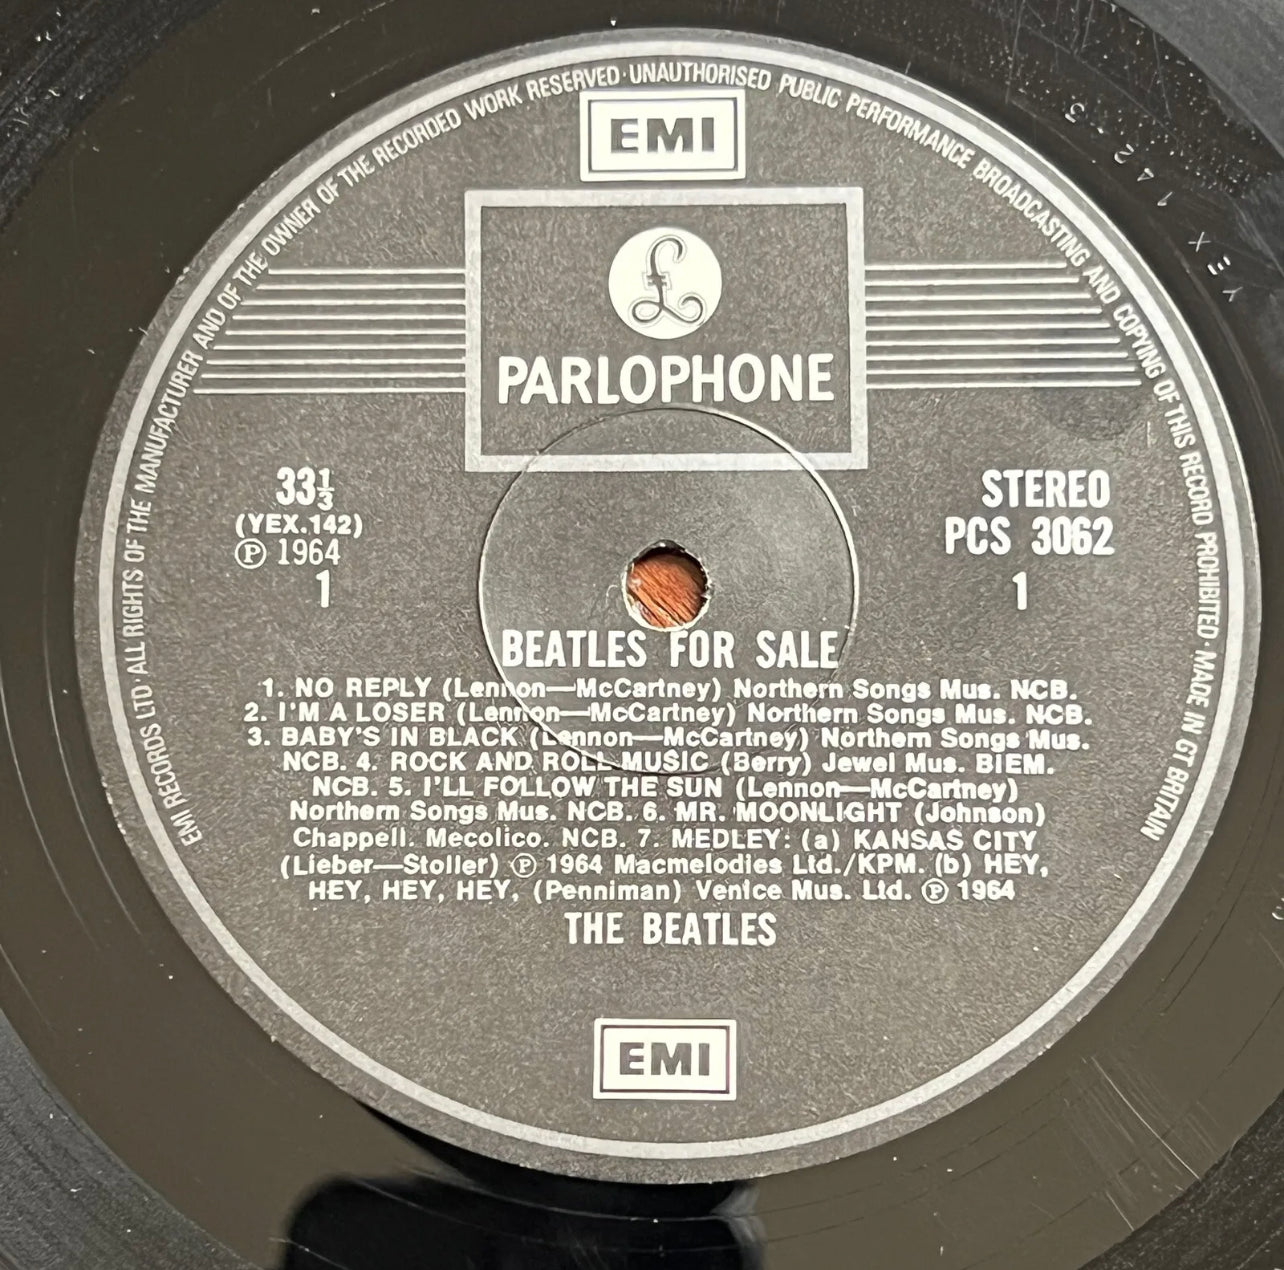 EMI RECORDS LTD · ALL RIGHTS OF THE MANUFACTURER AND OF THE OWNER OF THE RECORDED WORK RESERVED · UNAUTHORISED PUBLIC PERFORMANCE BROADCASTING AND COPYING OF THIS RECORD PROHIBITED · MADE IN GT BRITAIN
EMI
£
PARLOPHONE
33⅓
(YEX.142)
℗ 1964
1
STEREO
PCS 3062
1
BEATLES FOR SALE
1. NO REPLY (Lennon—McCartney) Northern Songs Mus. NCB.
2. I'M A LOSER (Lennon—McCartney) Northern Songs Mus. NCB.
3. BABY'S IN BLACK (Lennon—McCartney) Northern Songs Mus.
NCB. 4. ROCK AND ROLL MUSIC (Berry) Jewel Mus. BIEM.
NCB. 5. I'LL FOLLOW THE SUN (Lennon—McCartney)
Northern Songs Mus. NCB. 6. MR. MOONLIGHT (Johnson)
Chappell. Mecolico. NCB. 7. MEDLEY: (a) KANSAS CITY
(Lieber—Stoller) ℗ 1964 Macmelodies Ltd./KPM. (b) HEY,
HEY, HEY, HEY, (Penniman) Venice Mus. Ltd. ℗ 1964
THE BEATLES
EMI
YEX 142-5